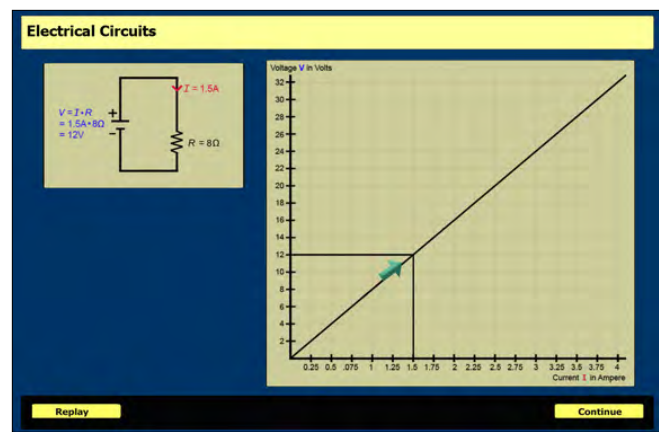 Electrical Circuits
I = 1.5A
V = I•R
= 1.5A•8Ω
= 12V
+
−
R = 8Ω
Voltage V in Volts
32
30
28
26
24
22
20
18
16
14
12
10
8
6
4
2
0.25 0.5 .075 1 1.25 1.5 1.75 2 2.25 2.5 2.75 3 3.25 3.5 3.75 4
Current I in Ampere
Replay
Continue